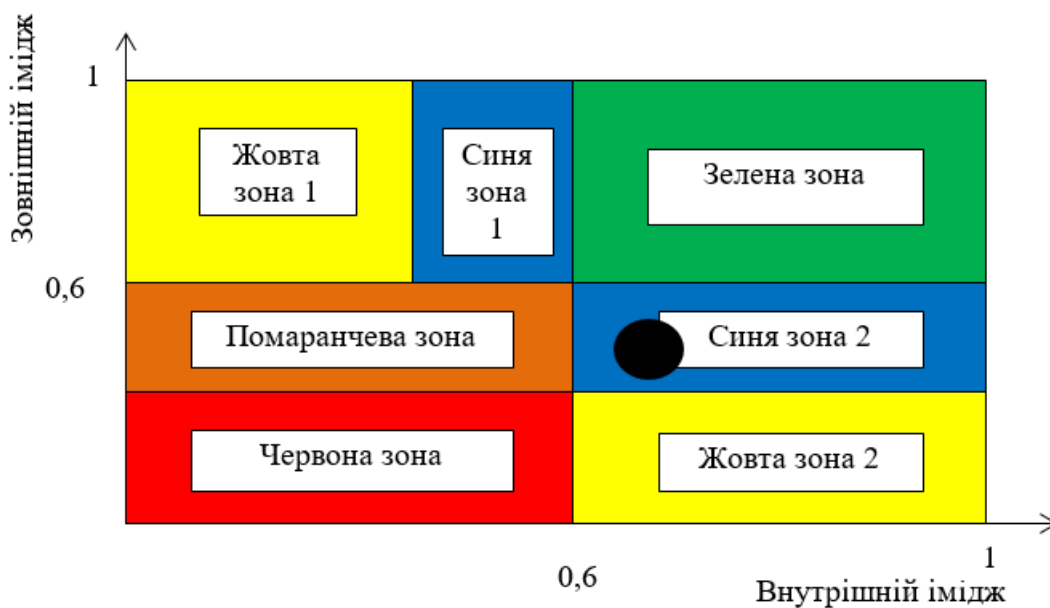 Зовнішній імідж
1
Жовта
зона 1
Синя
зона
1
Зелена зона
0,6
Помаранчева зона
Синя зона 2
Червона зона
Жовта зона 2
0,6
1
Внутрішній імідж